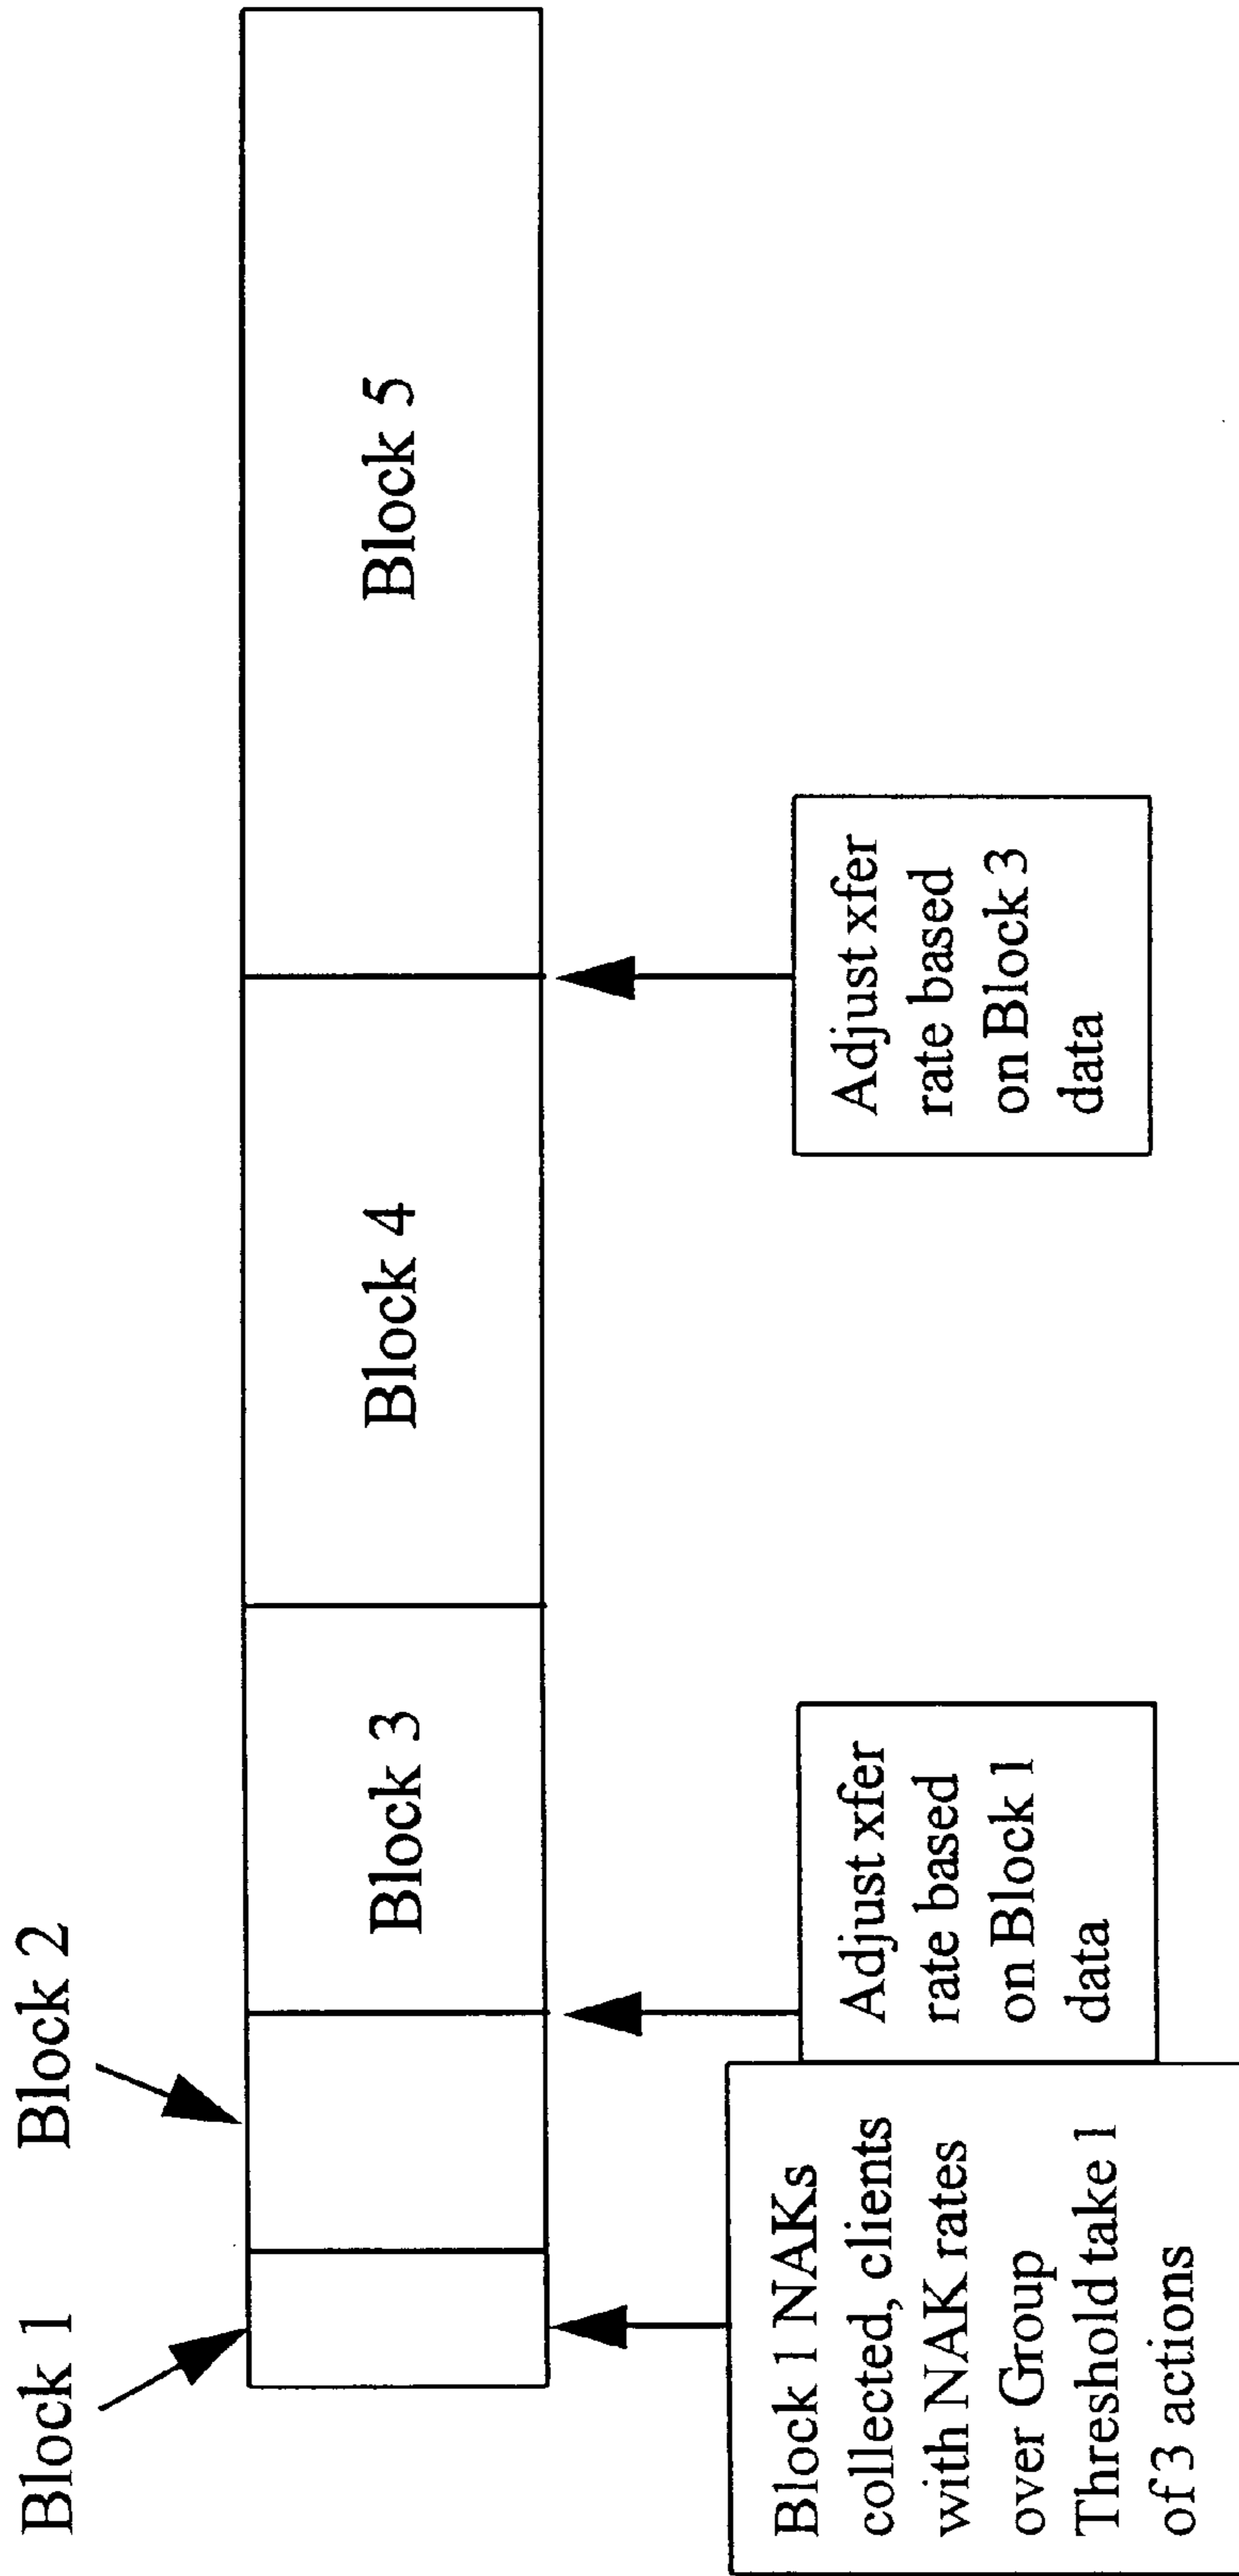 Block 1
Block 2
Block 3
Block 4
Block 5
Block 1 NAKs
collected, clients
with NAK rates
over Group
Threshold take 1
of 3 actions
Adjust xfer
rate based
on Block 1
data
Adjust xfer
rate based
on Block 3
data